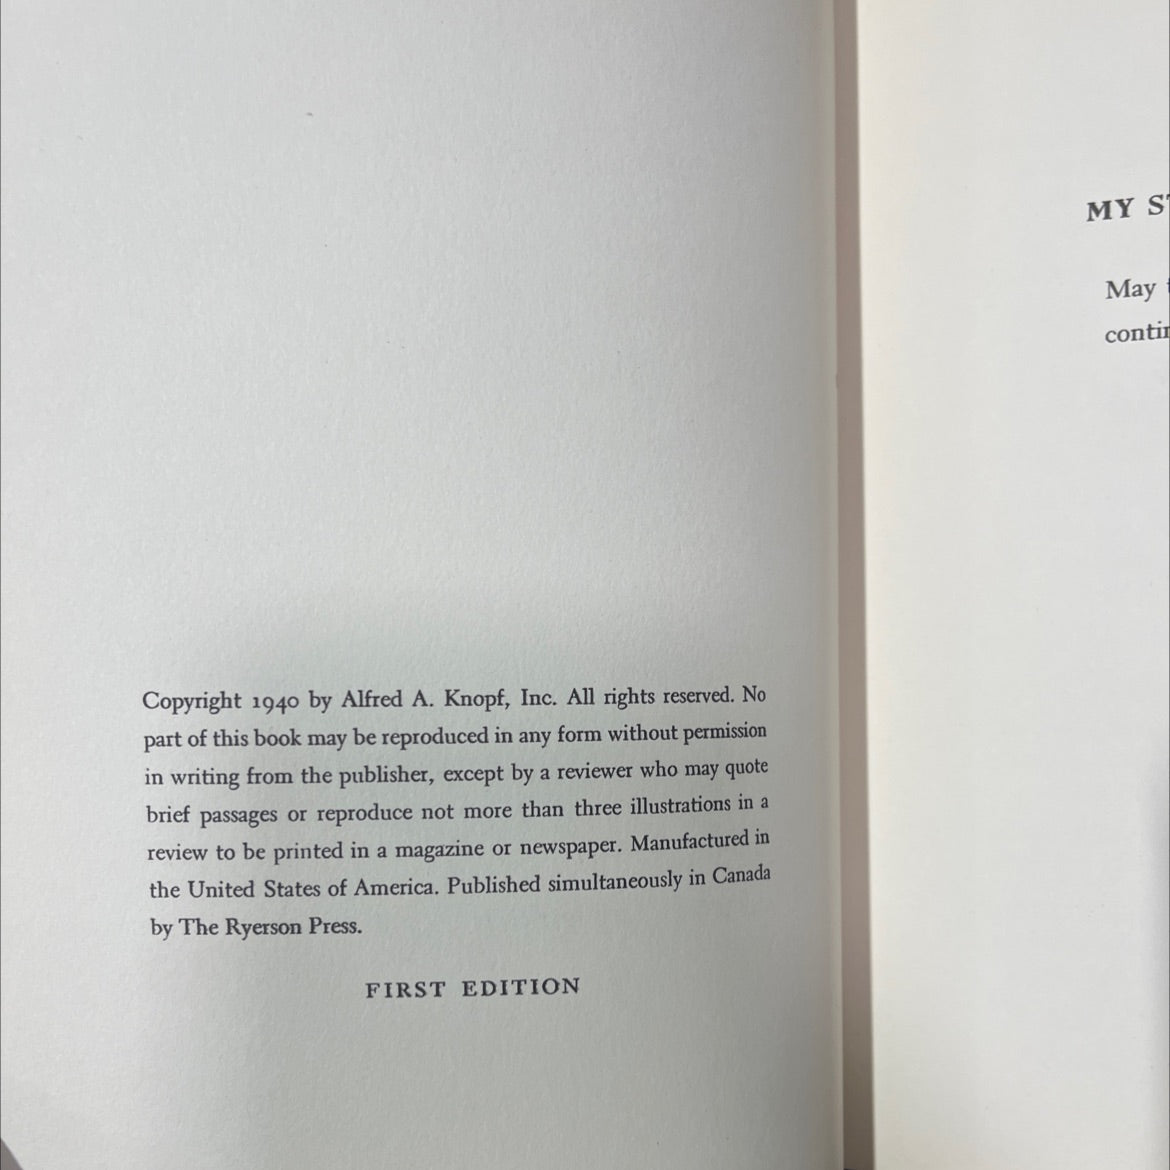 Copyright 1940 by Alfred A. Knopf, Inc. All rights reserved. No
part of this book may be reproduced in any form without permission
in writing from the publisher, except by a reviewer who may quote
brief passages or reproduce not more than three illustrations in a
review to be printed in a magazine or newspaper. Manufactured in
the United States of America. Published simultaneously in Canada
by The Ryerson Press.
FIRST EDITION
MY
May